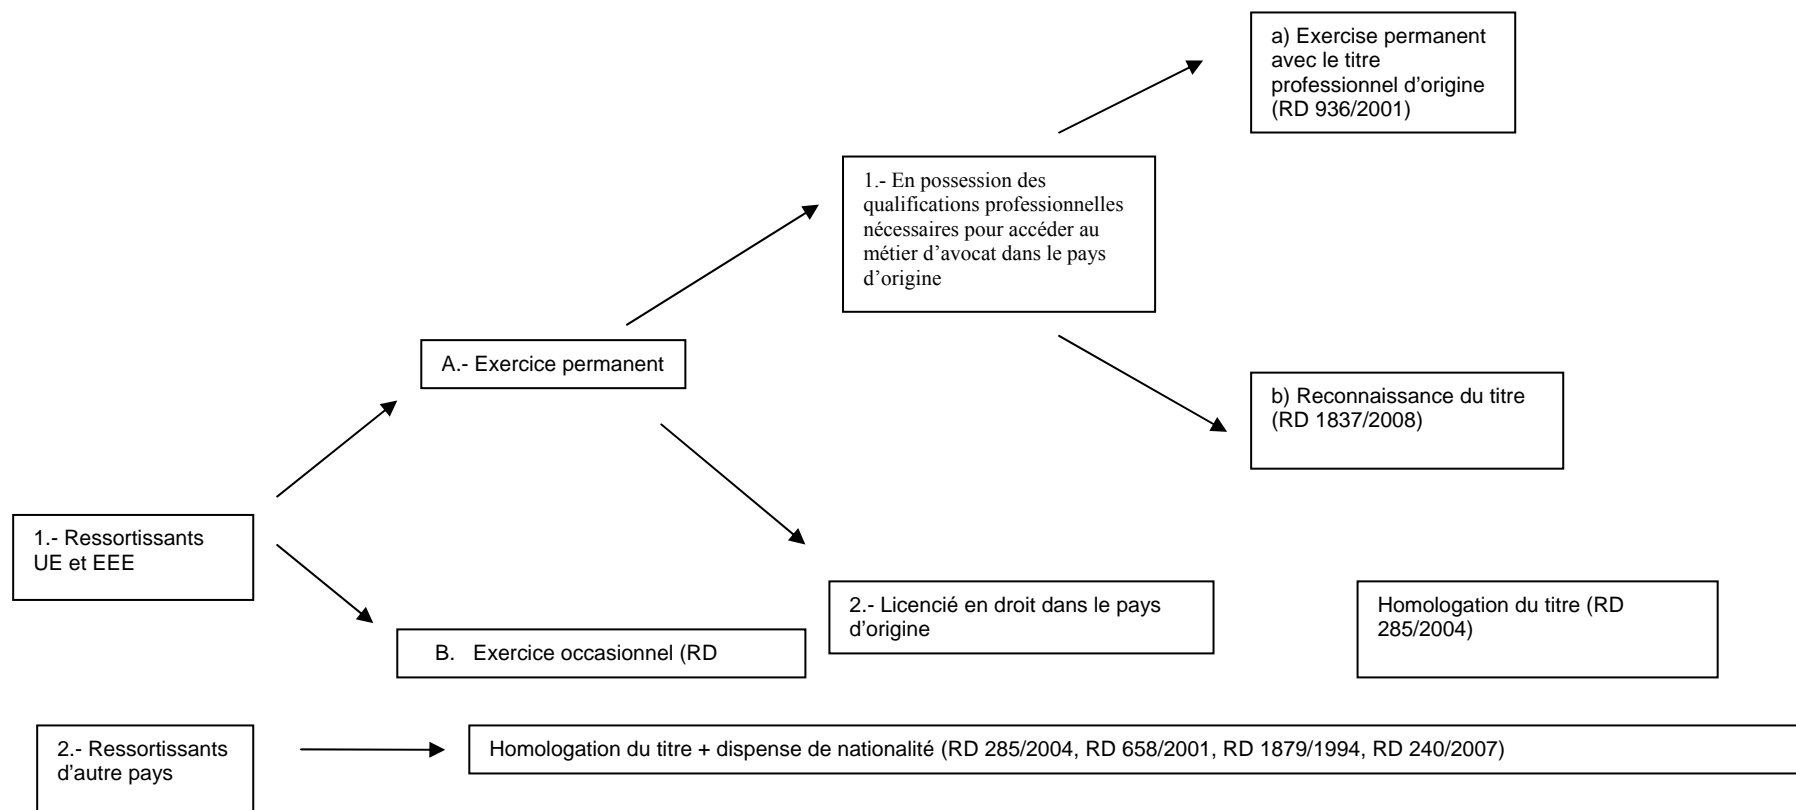 a) Exercise permanent
avec le titre
professionnel d’origine
(RD 936/2001)
1.- En possession des
qualifications professionnelles
nécessaires pour accéder au
métier d’avocat dans le pays
d’origine
A.- Exercice permanent
b) Reconnaissance du titre
(RD 1837/2008)
1.- Ressortissants
UE et EEE
2.- Licencié en droit dans le pays
d’origine
Homologation du titre (RD
285/2004)
B. Exercice occasionnel (RD
2.- Ressortissants
d’autre pays
Homologation du titre + dispense de nationalité (RD 285/2004, RD 658/2001, RD 1879/1994, RD 240/2007)